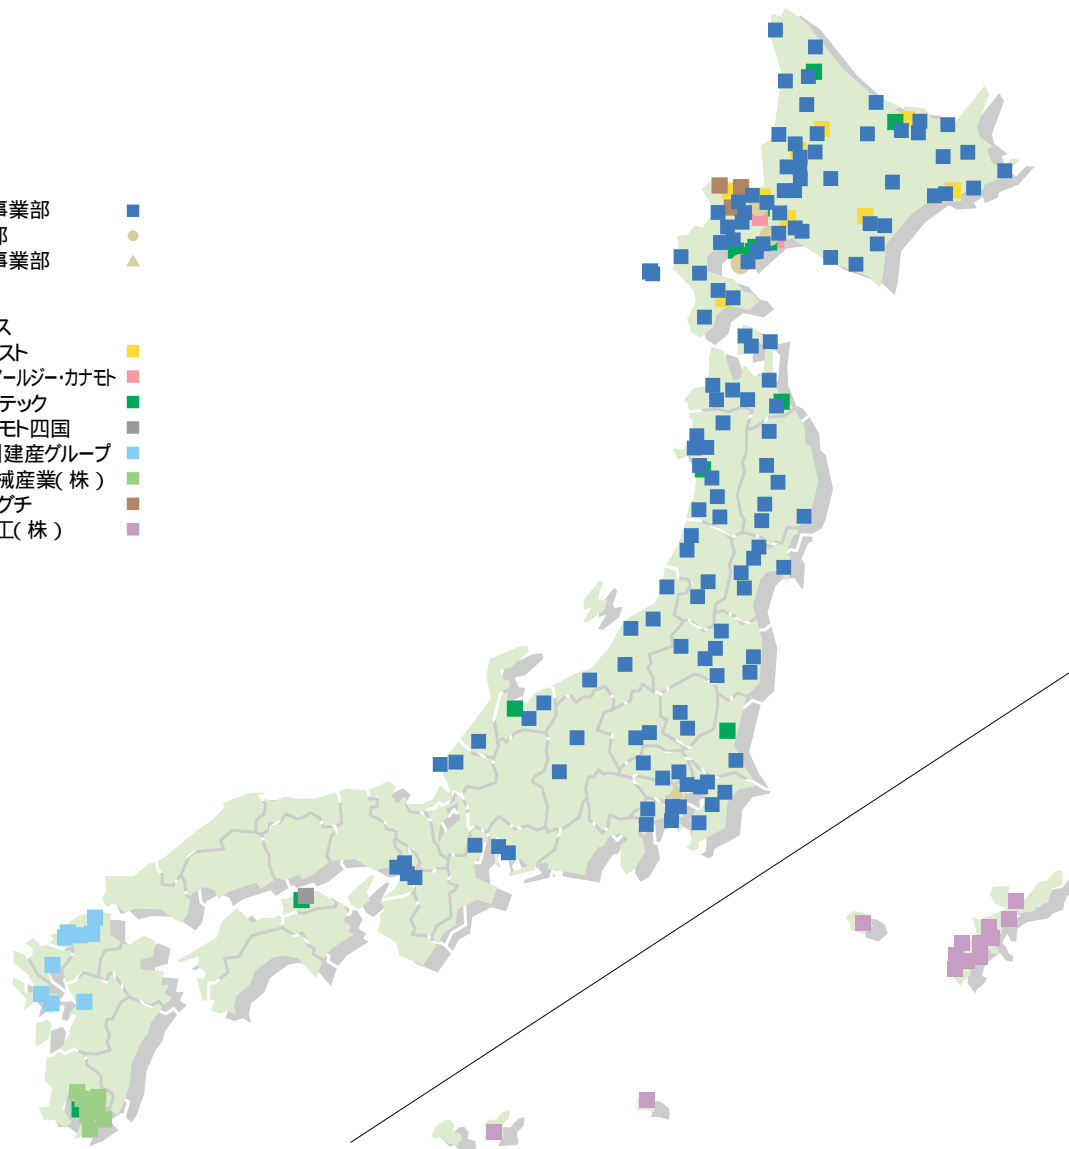 事業部
部
事業部
ス
スト
ノールジー・カナモト
テック
モト四国
建産グループ
械産業(株)
グチ
工(株)